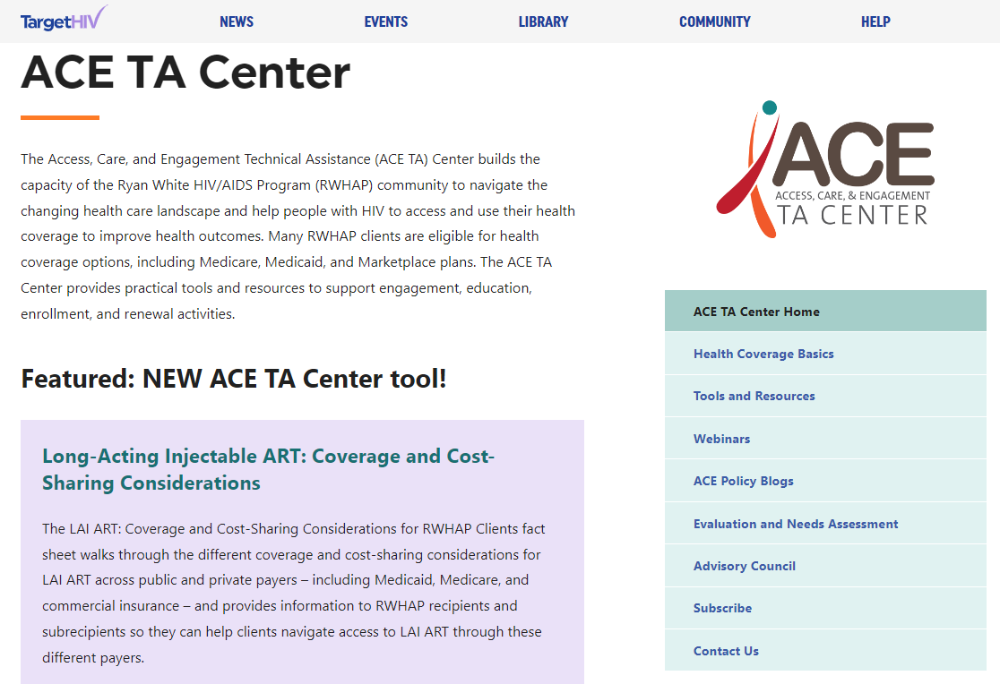 TargetHIV
NEWS
EVENTS
LIBRARY
COMMUNITY
HELP
ACE TA Center
The Access, Care, and Engagement Technical Assistance (ACE TA) Center builds the
capacity of the Ryan White HIV/AIDS Program (RWHAP) community to navigate the
changing health care landscape and help people with HIV to access and use their health
coverage to improve health outcomes. Many RWHAP clients are eligible for health
coverage options, including Medicare, Medicaid, and Marketplace plans. The ACE TA
Center provides practical tools and resources to support engagement, education,
enrollment, and renewal activities.
Featured: NEW ACE TA Center tool!
Long-Acting Injectable ART: Coverage and Cost-
Sharing Considerations
The LAI ART: Coverage and Cost-Sharing Considerations for RWHAP Clients fact
sheet walks through the different coverage and cost-sharing considerations for
LAI ART across public and private payers – including Medicaid, Medicare, and
commercial insurance – and provides information to RWHAP recipients and
subrecipients so they can help clients navigate access to LAI ART through these
different payers.
ACE
ACCESS, CARE, & ENGAGEMENT
TA CENTER
ACE TA Center Home
Health Coverage Basics
Tools and Resources
Webinars
ACE Policy Blogs
Evaluation and Needs Assessment
Advisory Council
Subscribe
Contact Us